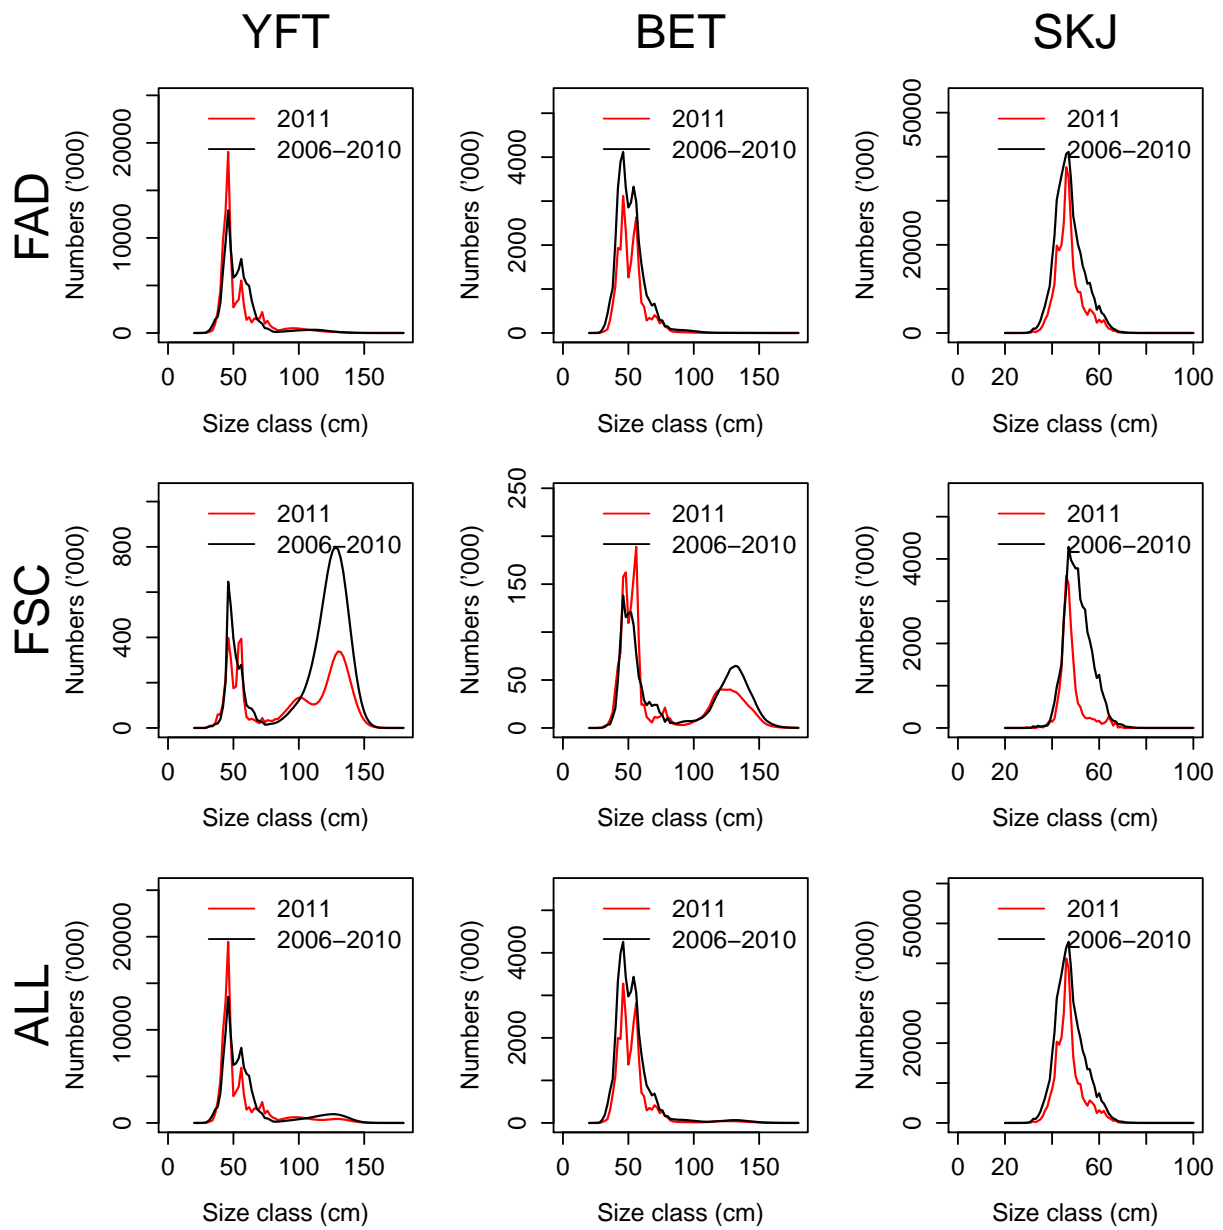 YFT BET SKJ
FAD
Numbers ('000)
0 10000 20000
2011
2006−2010
0 50 100 150
Size class (cm)
Numbers ('000)
0 2000 4000
2011
2006−2010
0 50 100 150
Size class (cm)
Numbers ('000)
0 20000 50000
2011
2006−2010
0 20 60 100
Size class (cm)
FSC
Numbers ('000)
0 400 800
2011
2006−2010
0 50 100 150
Size class (cm)
Numbers ('000)
0 50 150 250
2011
2006−2010
0 50 100 150
Size class (cm)
Numbers ('000)
0 2000 4000
2011
2006−2010
0 20 60 100
Size class (cm)
ALL
Numbers ('000)
0 10000 20000
2011
2006−2010
0 50 100 150
Size class (cm)
Numbers ('000)
0 2000 4000
2011
2006−2010
0 50 100 150
Size class (cm)
Numbers ('000)
0 20000 50000
2011
2006−2010
0 20 60 100
Size class (cm)